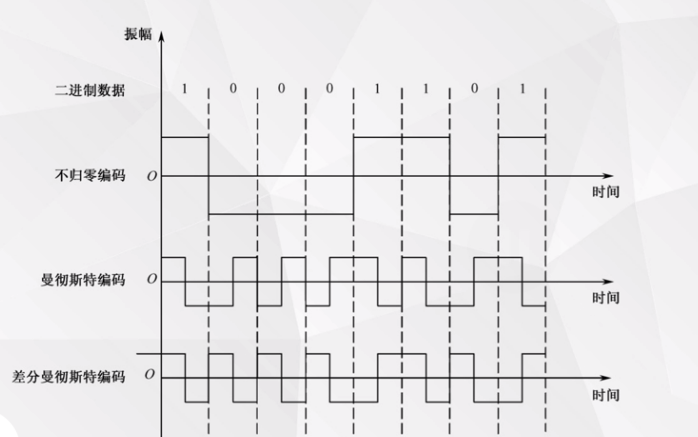 振幅
二进制数据 1 0 0 0 1 1 0 1
不归零编码 O
时间
曼彻斯特编码 O
时间
差分曼彻斯特编码 O
时间